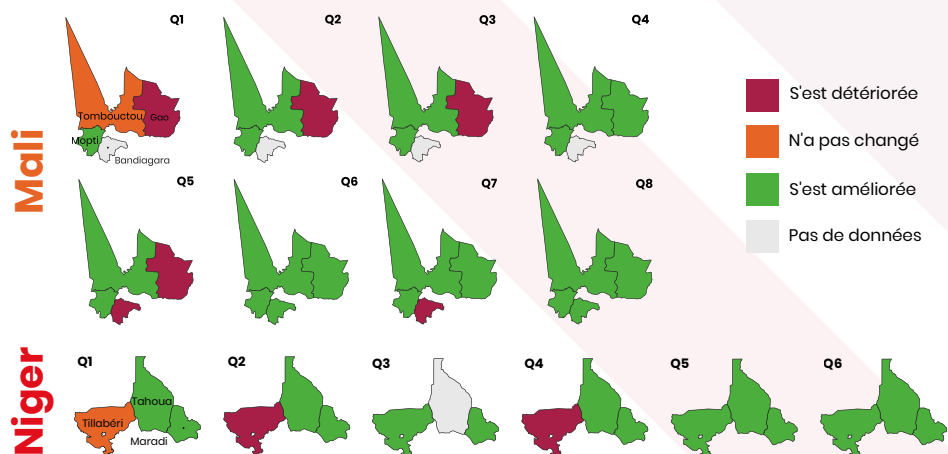 Mali
Q1
Q2
Q3
Q4
Tombouctou
Gao
Mopti
Bandiagara
S'est détériorée
N'a pas changé
S'est améliorée
Pas de données
Q5
Q6
Q7
Q8
Niger
Q1
Q2
Q3
Q4
Q5
Q6
Tahoua
Tillabéri
Maradi